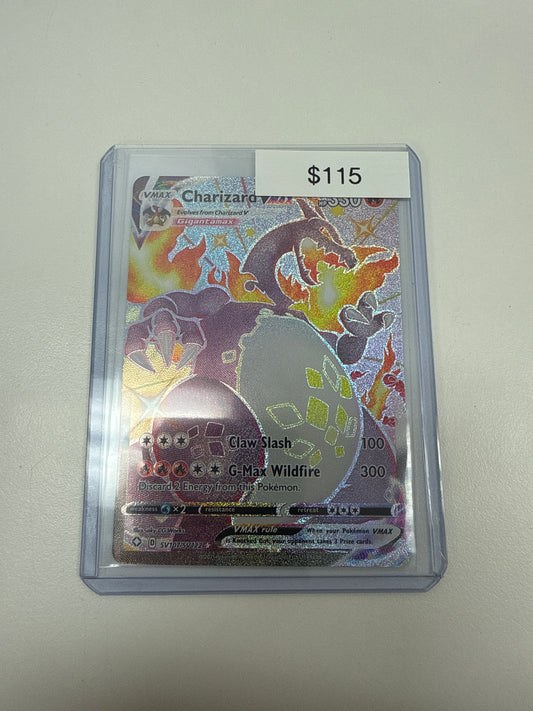 $115
VMAX
Charizard VMAX
330
Evolves from Charizard V
Gigantamax
Claw Slash 100
G-Max Wildfire 300
Discard 2 Energy from this Pokémon.
weakness × 2 resistance retreat
VMAX rule When your Pokémon VMAX
is Knocked Out, your opponent takes 3 Prize cards.
D